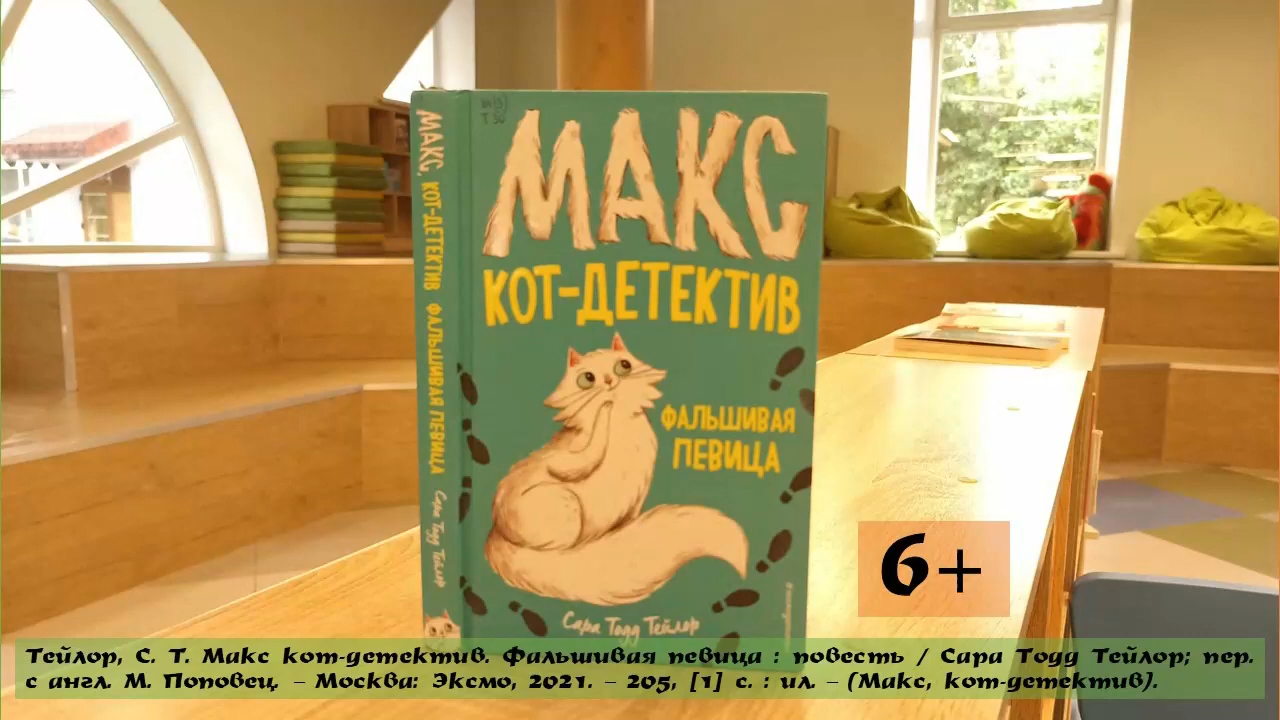 МАКС, КОТ-ДЕТЕКТИВ ФАЛЬШИВАЯ ПЕВИЦА Сара Тодд Тейлор
МАКС
КОТ-ДЕТЕКТИВ
ФАЛЬШИВАЯ
ПЕВИЦА
Сара Тодд Тейлор
6+
Тейлор, С. Т. Макс кот-детектив. Фальшивая певица : повесть / Сара Тодд Тейлор; пер.
с англ. М. Поповец. – Москва: Эксмо, 2021. – 205, [1] с. : ил. – (Макс, кот-детектив).